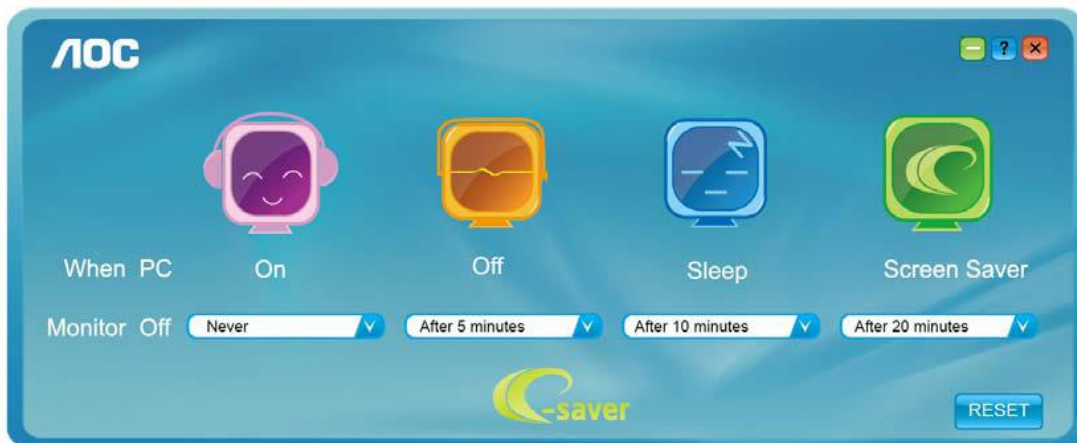 AOC
?
When PC On Off Sleep Screen Saver
Monitor Off Never After 5 minutes After 10 minutes After 20 minutes
e-saver
RESET